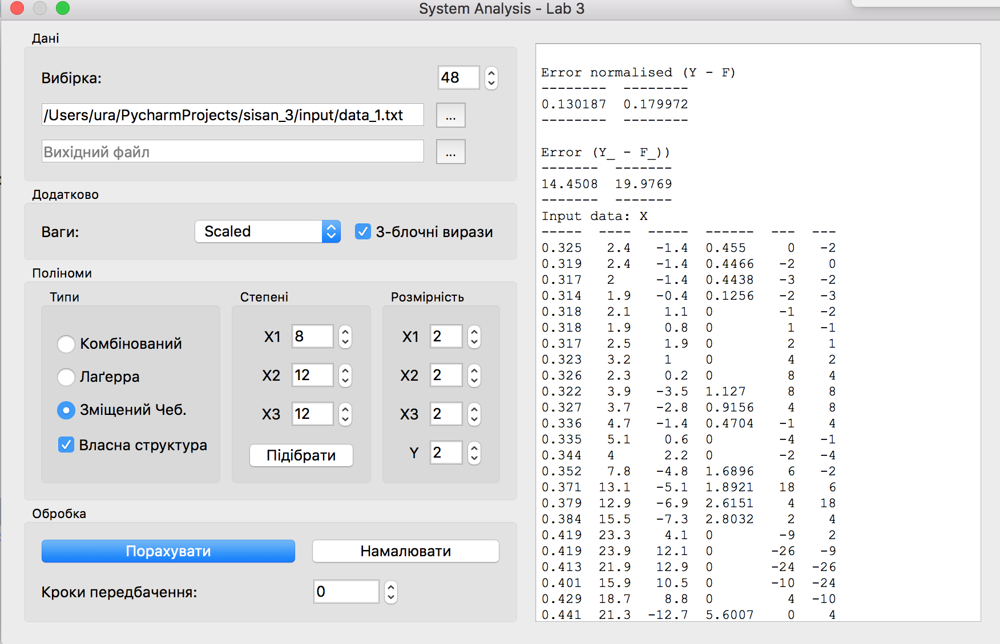 System Analysis - Lab 3
Дані
Вибірка: 48
/Users/ura/PycharmProjects/sisan_3/input/data_1.txt ...
Вихідний файл ...
Додатково
Ваги: Scaled 3-блочні вирази
Поліноми
Типи
Комбінований
Лаґерра
Зміщений Чеб.
Власна структура
Степені
X1 8
X2 12
X3 12
Підібрати
Розмірність
X1 2
X2 2
X3 2
Y 2
Обробка
Порахувати Намалювати
Кроки передбачення: 0
Error normalised (Y - F)
-------- --------
0.130187 0.179972
-------- --------
Error (Y_ - F_))
------- -------
14.4508 19.9769
------- -------
Input data: X
----- ---- ----- ------ --- ---
0.325 2.4 -1.4 0.455 0 -2
0.319 2.4 -1.4 0.4466 -2 0
0.317 2 -1.4 0.4438 -3 -2
0.314 1.9 -0.4 0.1256 -2 -3
0.318 2.1 1.1 0 -1 -2
0.318 1.9 0.8 0 1 -1
0.317 2.5 1.9 0 2 1
0.323 3.2 1 0 4 2
0.326 2.3 0.2 0 8 4
0.322 3.9 -3.5 1.127 8 8
0.327 3.7 -2.8 0.9156 4 8
0.336 4.7 -1.4 0.4704 -1 4
0.335 5.1 0.6 0 -4 -1
0.344 4 2.2 0 -2 -4
0.352 7.8 -4.8 1.6896 6 -2
0.371 13.1 -5.1 1.8921 18 6
0.379 12.9 -6.9 2.6151 4 18
0.384 15.5 -7.3 2.8032 2 4
0.419 23.3 4.1 0 -9 2
0.419 23.9 12.1 0 -26 -9
0.413 21.9 12.9 0 -24 -26
0.401 15.9 10.5 0 -10 -24
0.429 18.7 8.8 0 4 -10
0.441 21.3 -12.7 5.6007 0 4